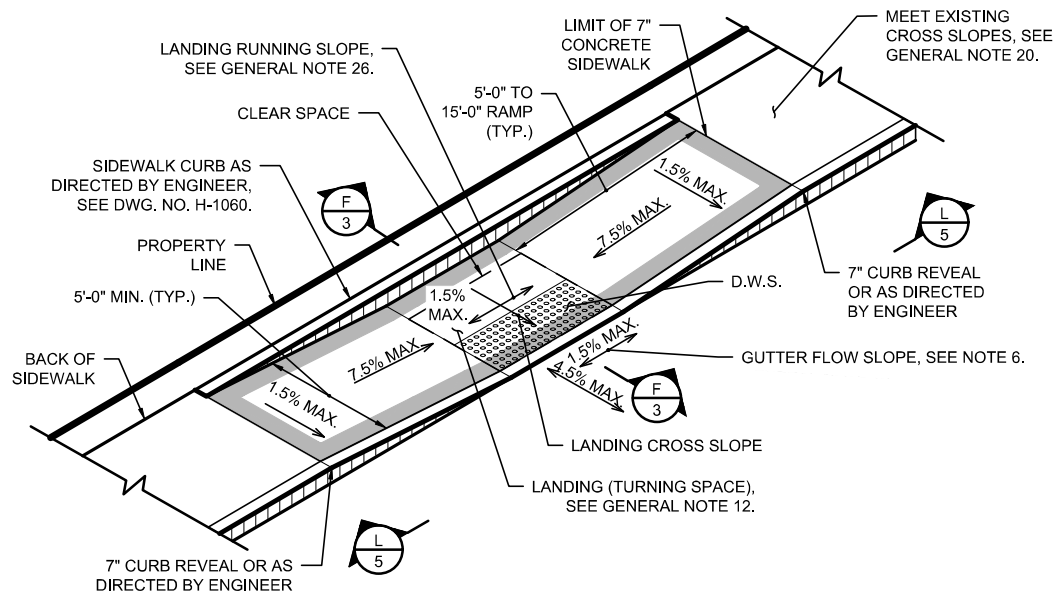 LANDING RUNNING SLOPE,
SEE GENERAL NOTE 26.
LIMIT OF 7"
CONCRETE
SIDEWALK
MEET EXISTING
CROSS SLOPES, SEE
GENERAL NOTE 20.
CLEAR SPACE
5'-0" TO
15'-0" RAMP
(TYP.)
SIDEWALK CURB AS
DIRECTED BY ENGINEER,
SEE DWG. NO. H-1060.
F
3
1.5% MAX.
7.5% MAX.
L
5
PROPERTY
LINE
5'-0" MIN. (TYP.)
1.5%
MAX.
D.W.S.
7" CURB REVEAL
OR AS DIRECTED
BY ENGINEER
BACK OF
SIDEWALK
7.5% MAX.
1.5% MAX.
1.5% MAX.
4.5% MAX.
GUTTER FLOW SLOPE, SEE NOTE 6.
F
3
LANDING CROSS SLOPE
LANDING (TURNING SPACE),
SEE GENERAL NOTE 12.
L
5
7" CURB REVEAL OR AS
DIRECTED BY ENGINEER